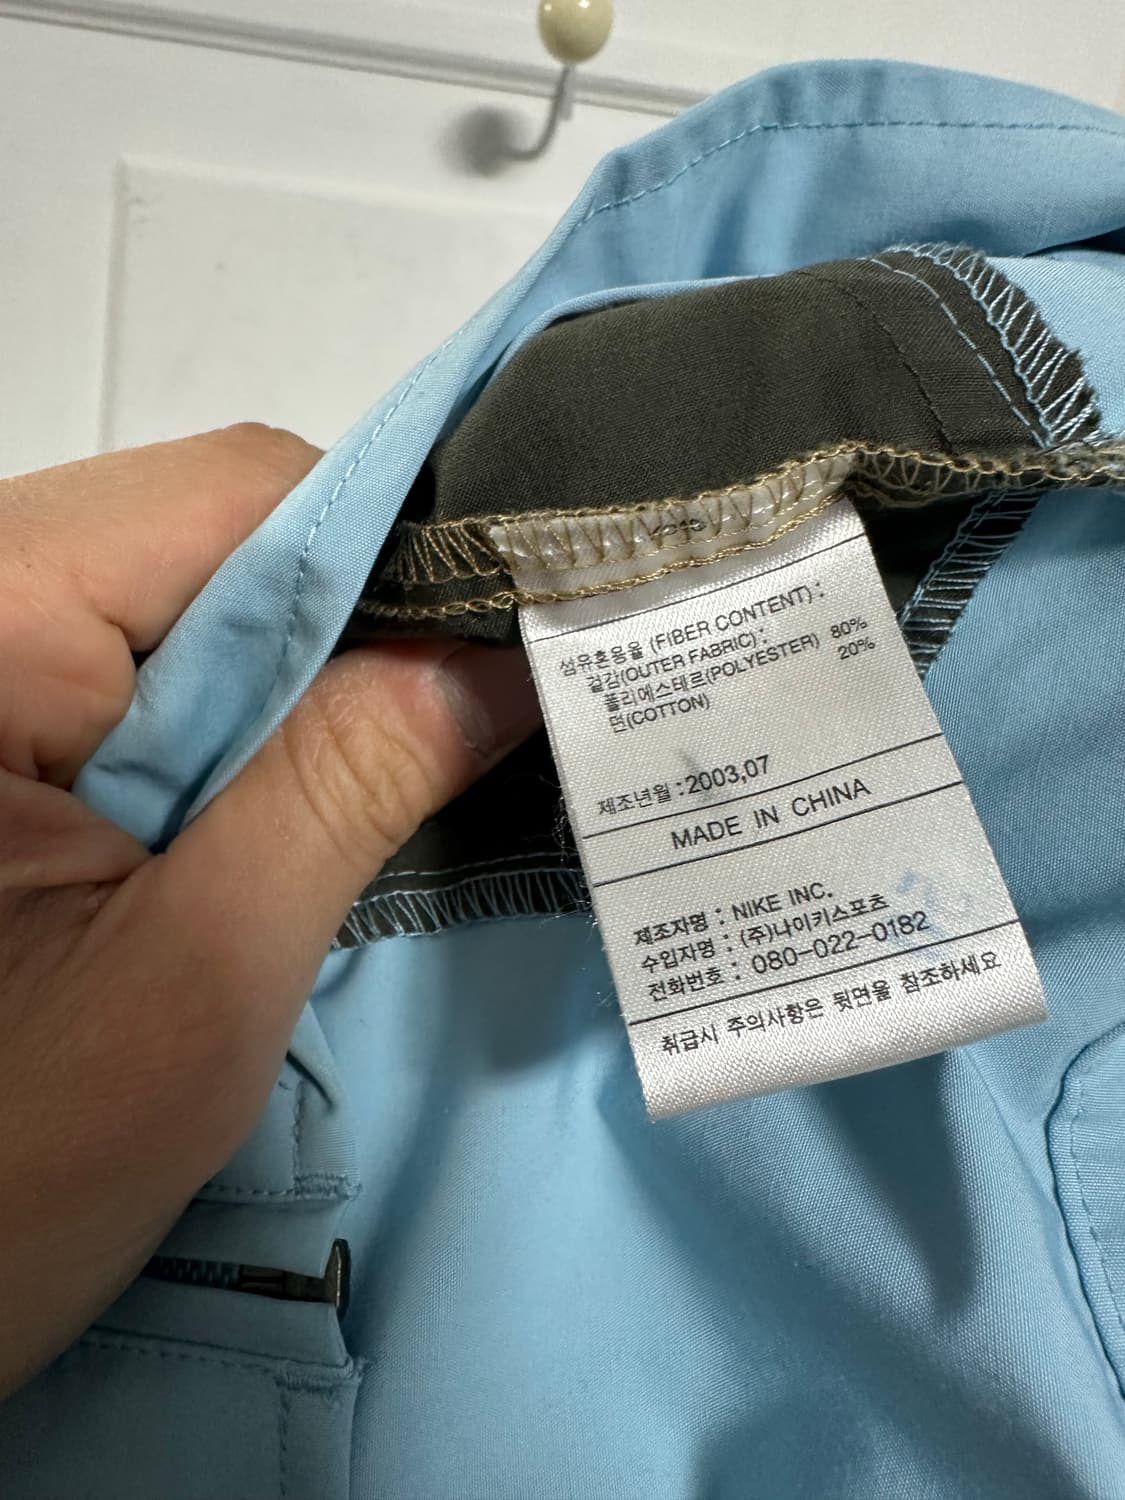 섬유혼용율 (FIBER CONTENT) :
겉감(OUTER FABRIC) :
폴리에스테르(POLYESTER) 80%
면(COTTON) 20%
제조년월 : 2003,07
MADE IN CHINA
제조자명 : NIKE INC.
수입자명 : (주)나이키스포츠
전화번호 : 080-022-0182
취급시 주의사항은 뒷면을 참조하세요